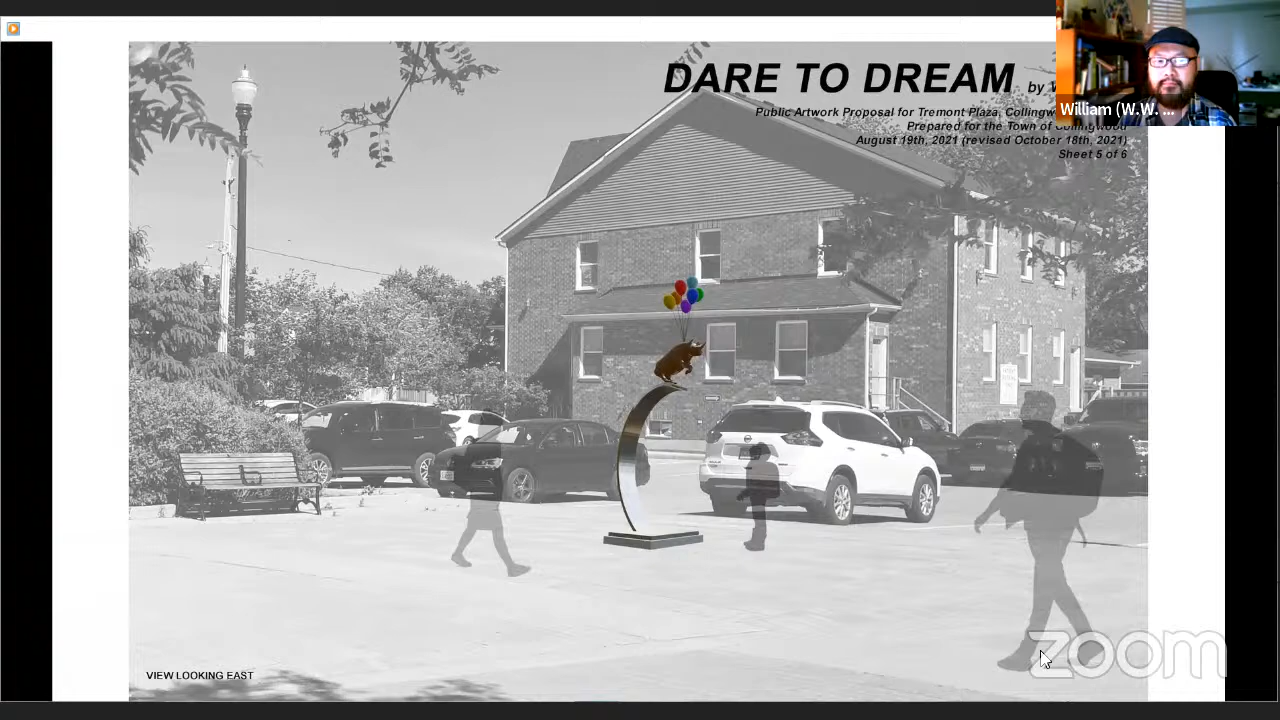 DARE TO DREAM by
Public Artwork Proposal for Tremont Plaza,
Prepared for the Town of Collingwood
August 19th, 2021 (revised October 18th, 2021)
Sheet 5 of 6
William (W.W. ...
VIEW LOOKING EAST
zoom